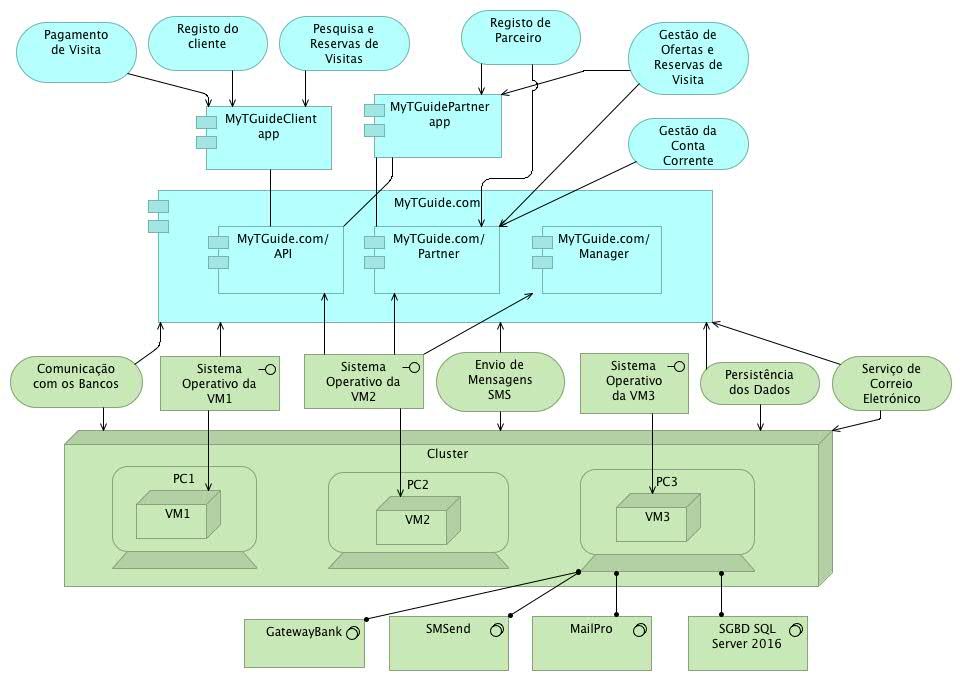 Pagamento
de Visita
Registo do
cliente
Pesquisa e
Reservas de
Visitas
Registo de
Parceiro
Gestão de
Ofertas e
Reservas de
Visita
MyTGuideClient
app
MyTGuidePartner
app
Gestão da
Conta
Corrente
MyTGuide.com
MyTGuide.com/
API
MyTGuide.com/
Partner
MyTGuide.com/
Manager
Comunicação
com os Bancos
Sistema
Operativo da
VM1
Sistema
Operativo da
VM2
Envio de
Mensagens
SMS
Sistema
Operativo
da VM3
Persistência
dos Dados
Serviço de
Correio
Eletrónico
Cluster
PC1
VM1
PC2
VM2
PC3
VM3
GatewayBank
SMSend
MailPro
SGBD SQL
Server 2016